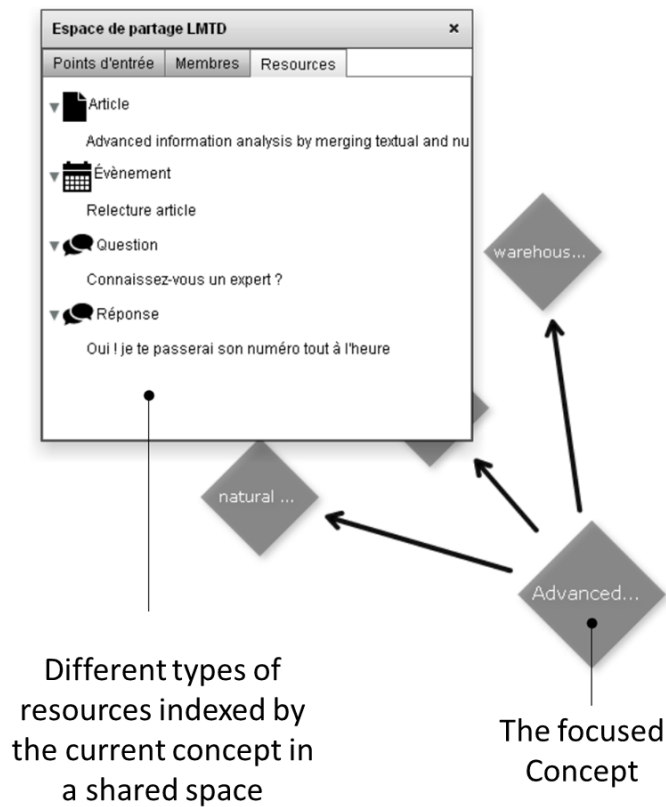 Espace de partage LMTD ×
Points d'entrée Membres Resources
Article
Advanced information analysis by merging textual and nu
Évènement
Relecture article
Question
Connaissez-vous un expert ?
Réponse
Oui ! je te passerai son numéro tout à l'heure
warehous...
natural ...
Advanced...
Different types of
resources indexed by
the current concept in
a shared space
The focused
Concept